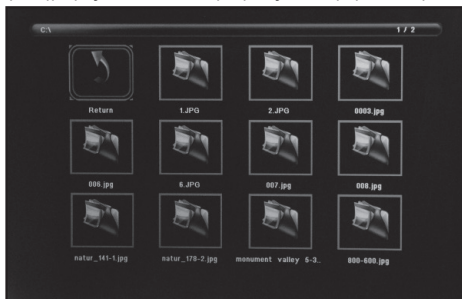 C:\ 1 / 2
Return 1.JPG 2.JPG 0003.jpg
006.jpg 6.JPG 007.jpg 008.jpg
natur_141-1.jpg natur_178-2.jpg monument valley 5-3.. 800-600.jpg